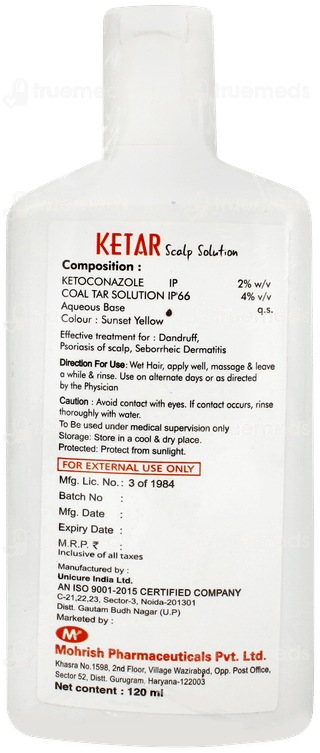 KETAR Scalp Solution
Composition :
KETOCONAZOLE IP 2% w/v
COAL TAR SOLUTION IP'66 4% v/v
Aqueous Base q.s.
Colour : Sunset Yellow
Effective treatment for : Dandruff,
Psoriasis of scalp, Seborrheic Dermatitis
Direction For Use: Wet Hair, apply well, massage & leave
a while & rinse. Use on alternate days or as directed
by the Physician
Caution : Avoid contact with eyes. If contact occurs, rinse
thoroughly with water.
To Be used under medical supervision only
Storage: Store in a cool & dry place.
Protected: Protect from sunlight.
FOR EXTERNAL USE ONLY
Mfg. Lic. No.: 3 of 1984
Batch No :
Mfg. Date :
Expiry Date :
M.R.P. ₹ :
Inclusive of all taxes
Manufactured by :
Unicure India Ltd.
AN ISO 9001-2015 CERTIFIED COMPANY
C-21,22,23, Sector-3, Noida-201301
Distt. Gautam Budh Nagar (U.P)
Marketed by :
M
Mohrish Pharmaceuticals Pvt. Ltd.
Khasra No.1598, 2nd Floor, Village Wazirabad, Opp. Post Office,
Sector 52, Distt. Gurugram. Haryana-122003
Net content : 120 ml
truemeds